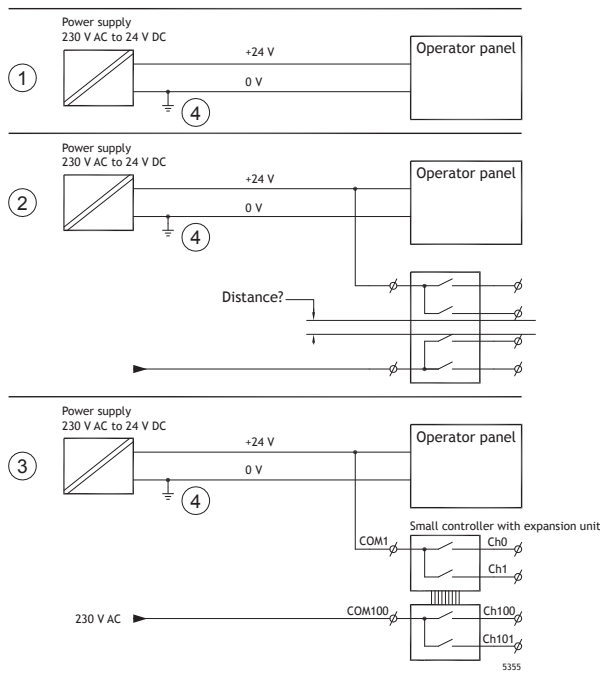 Power supply
230 V AC to 24 V DC
+24 V
Operator panel
1
0 V
4
Power supply
230 V AC to 24 V DC
+24 V
Operator panel
2
0 V
4
Distance?
Power supply
230 V AC to 24 V DC
+24 V
Operator panel
3
0 V
4
Small controller with expansion unit
COM1
Ch0
Ch1
230 V AC
COM100
Ch100
Ch101
5355